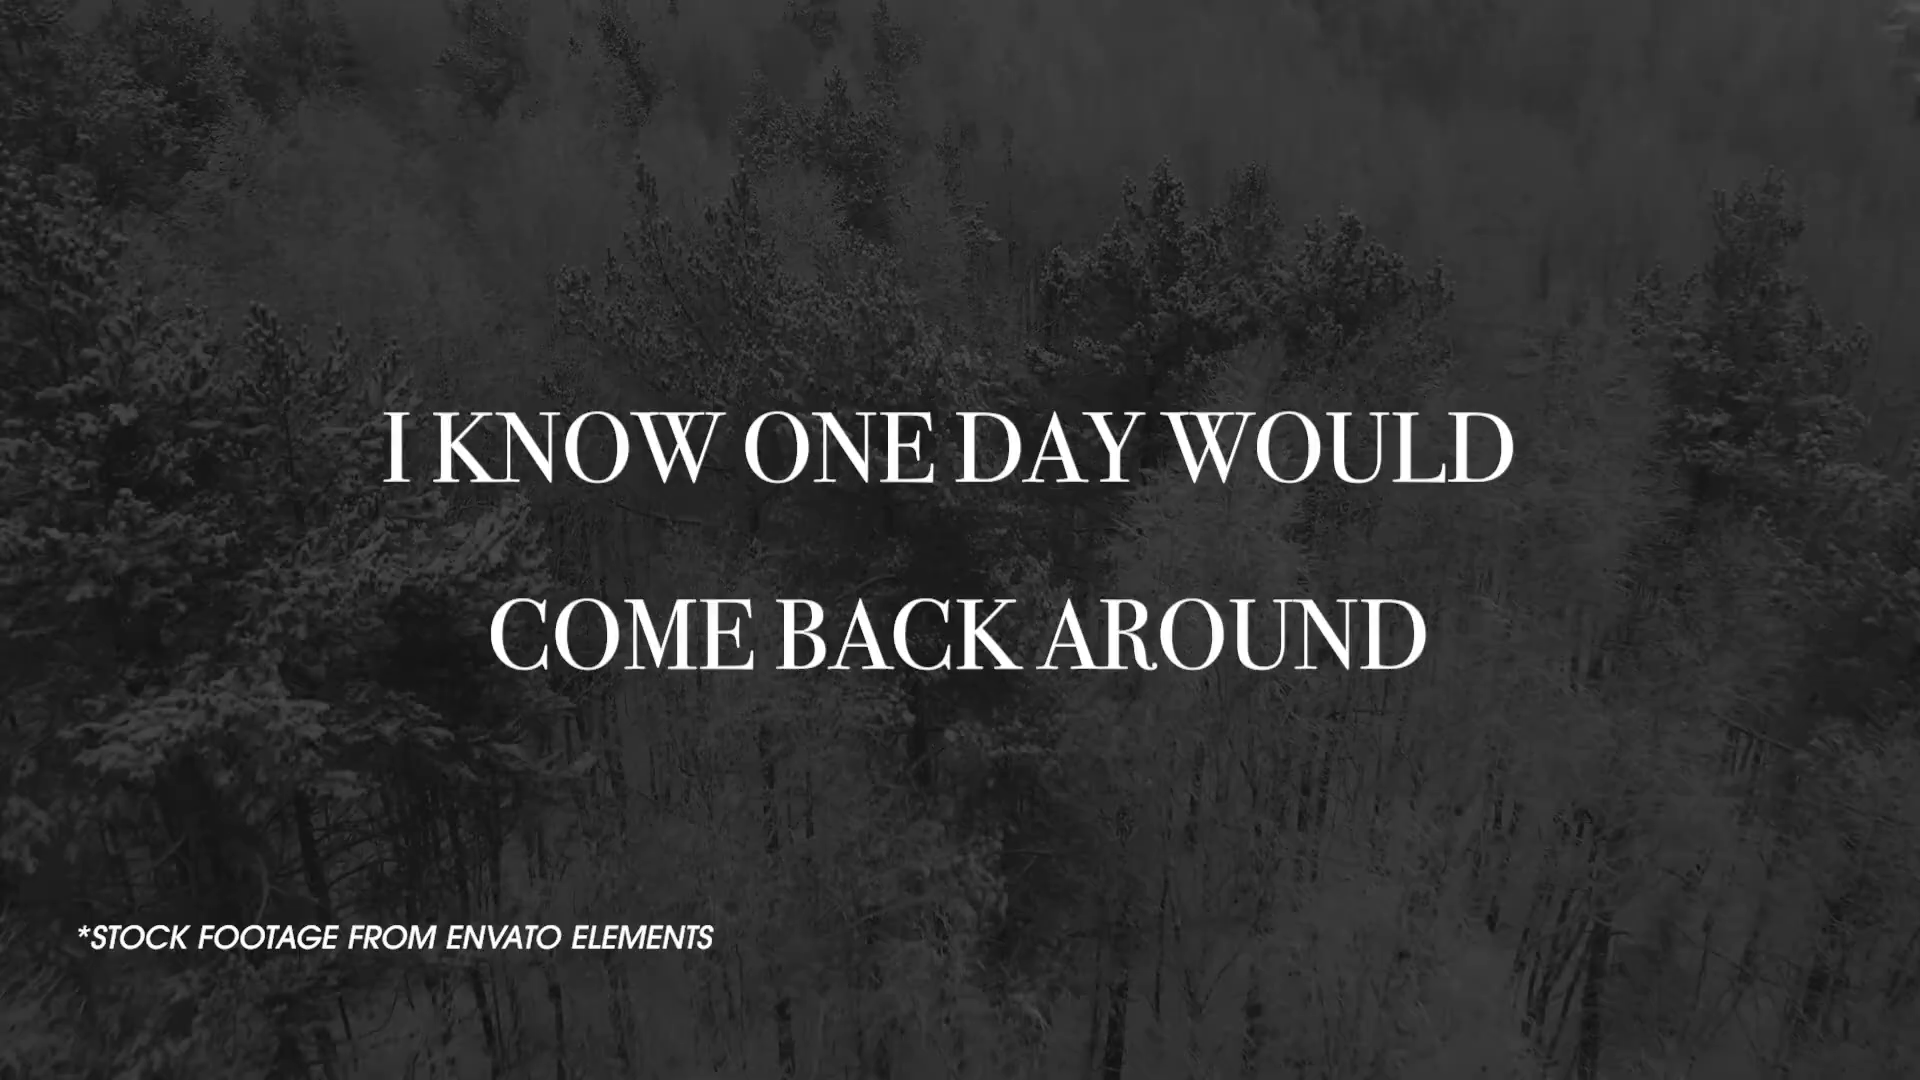 I KNOW ONE DAY WOULD
COME BACK AROUND
*STOCK FOOTAGE FROM ENVATO ELEMENTS